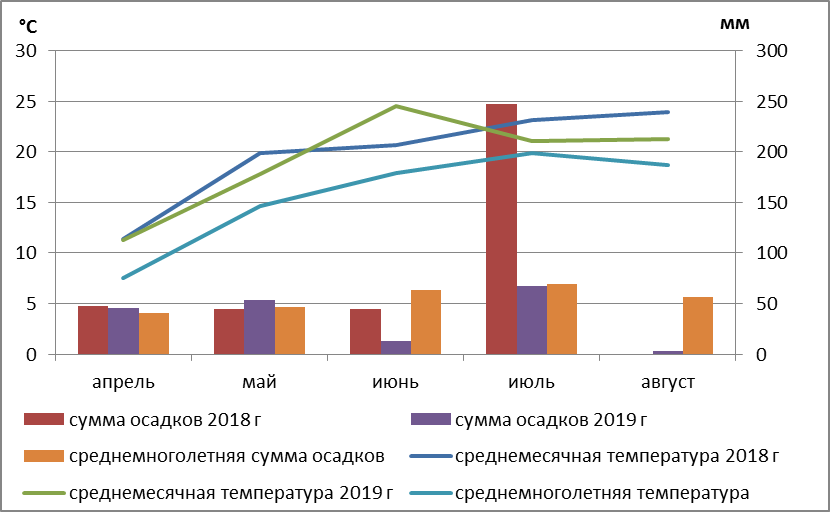 °С мм
30 300
25 250
20 200
15 150
10 100
5 50
0 0
апрель май июнь июль август
сумма осадков 2018 г сумма осадков 2019 г
среднемноголетняя сумма осадков среднемесячная температура 2018 г
среднемесячная температура 2019 г среднемноголетняя температура